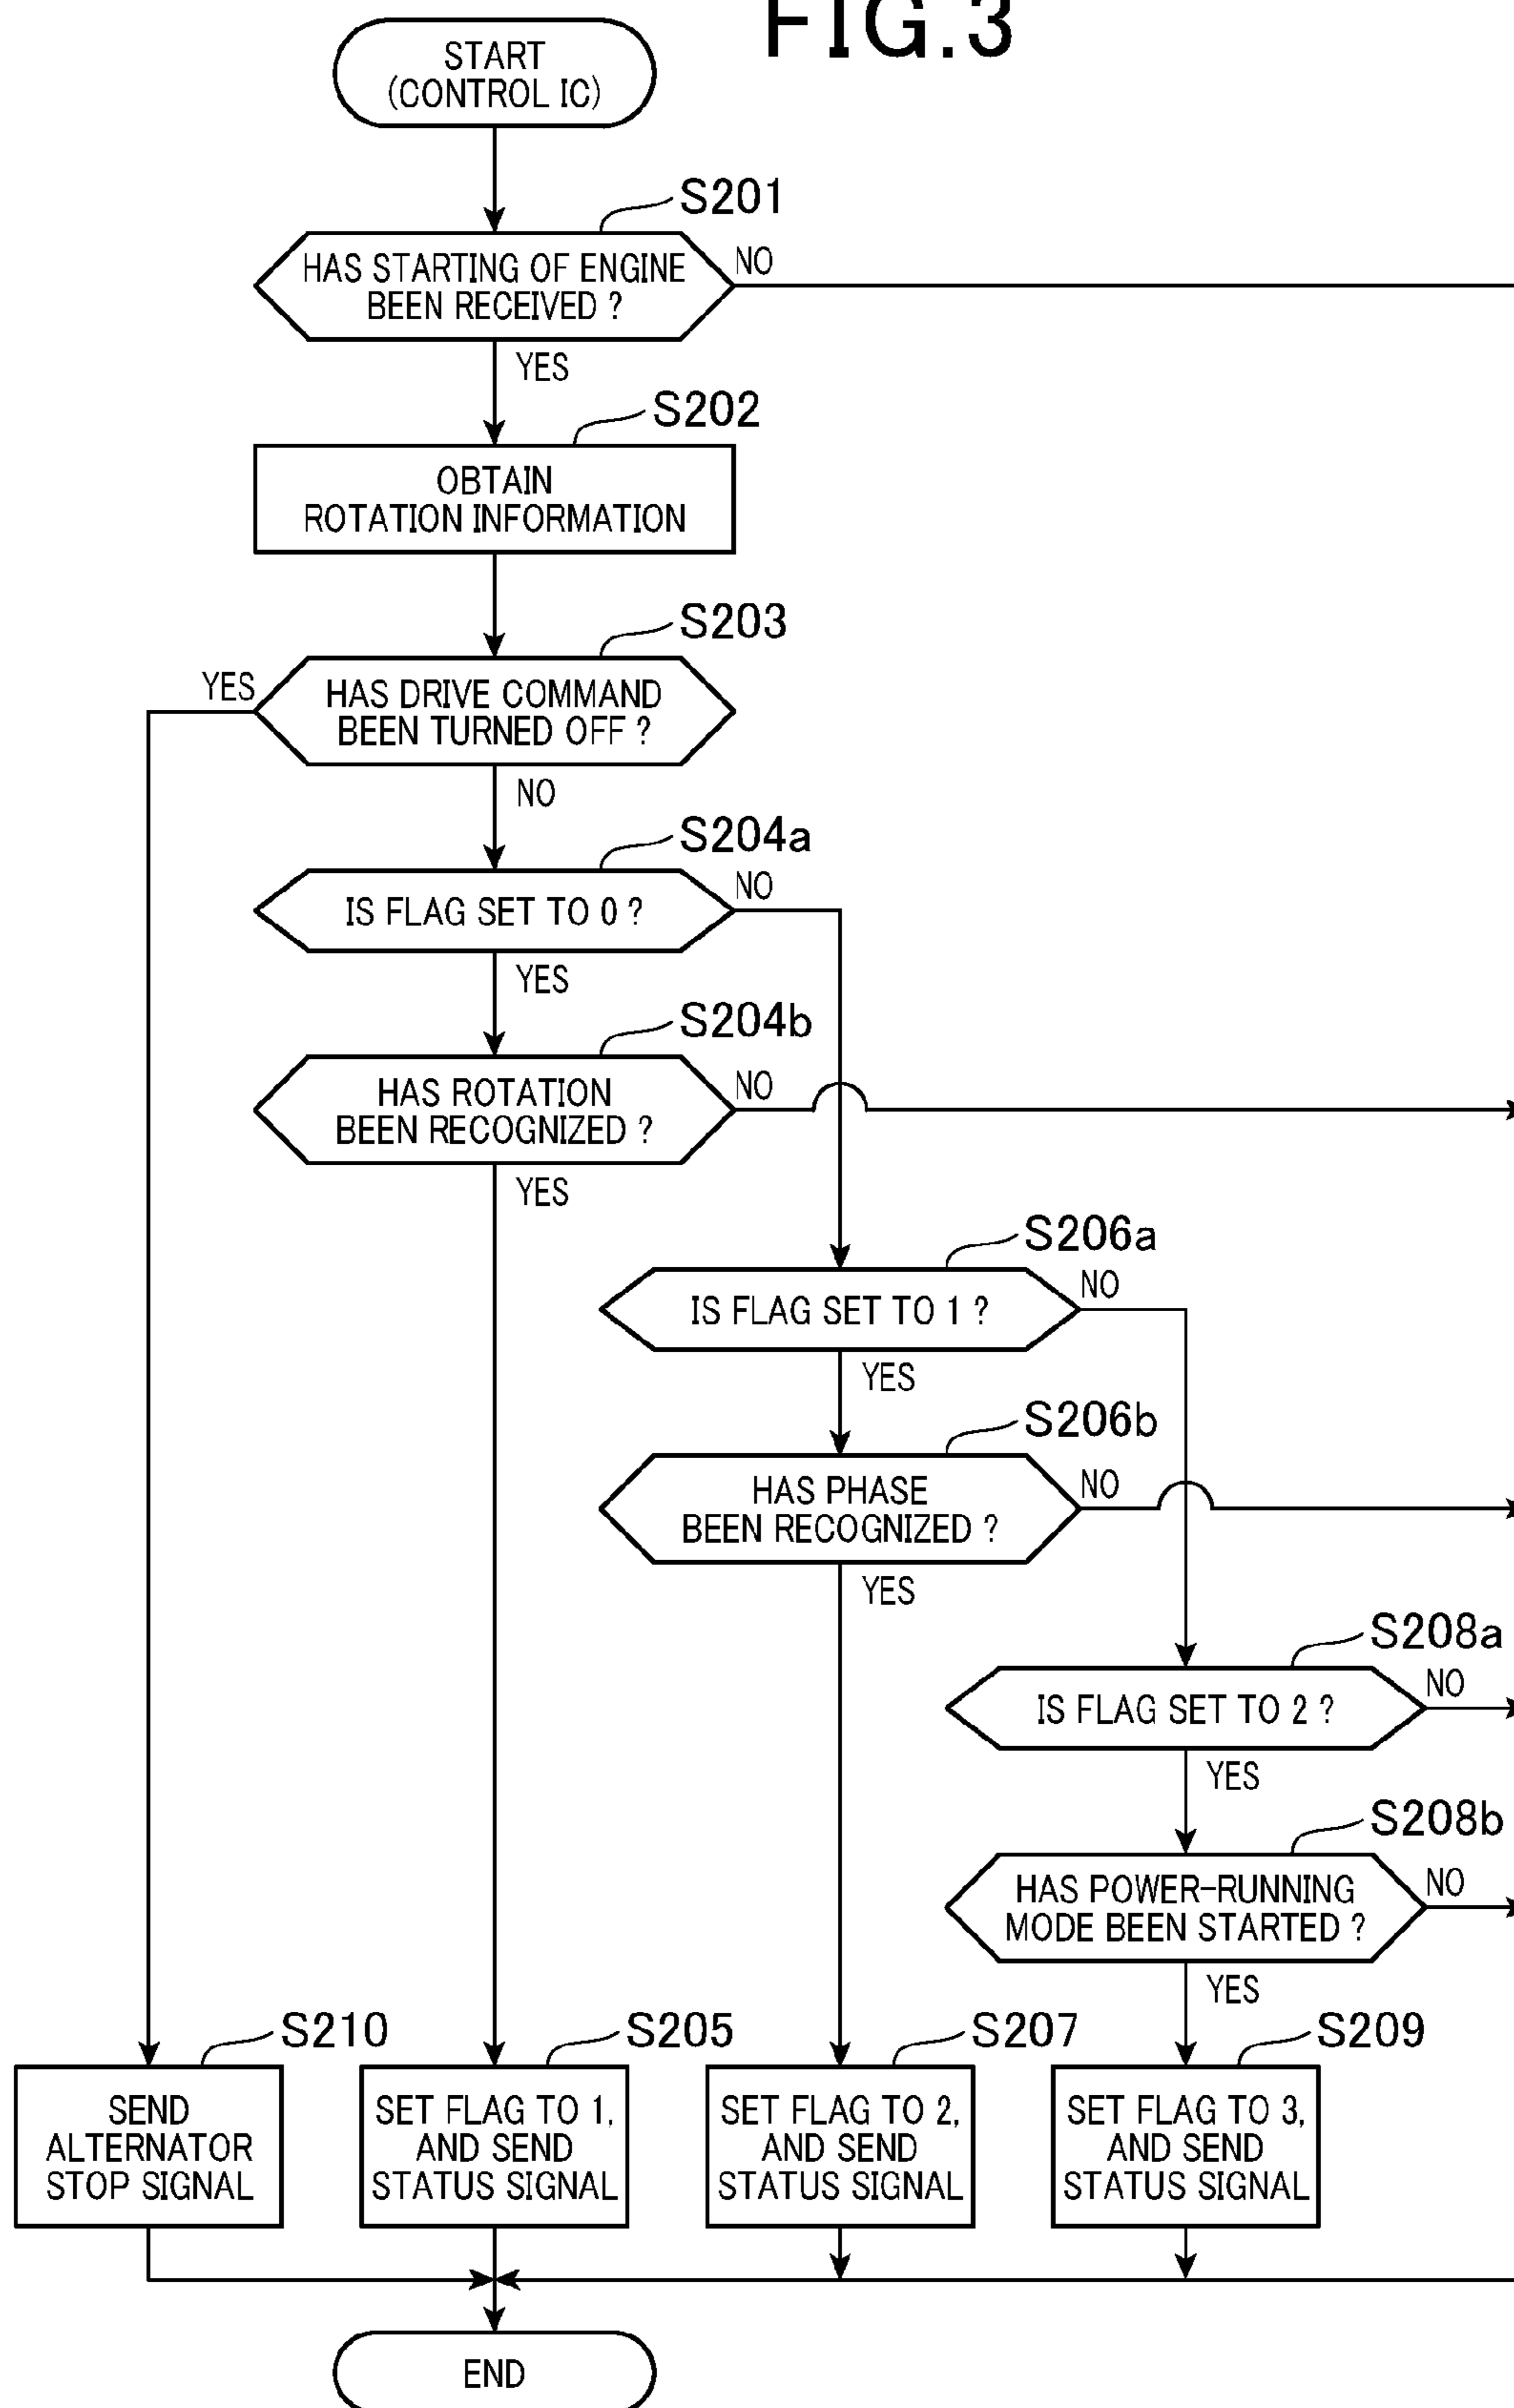 FIG.3
START
(CONTROL IC)
S201
HAS STARTING OF ENGINE
BEEN RECEIVED ?
NO
YES
S202
OBTAIN
ROTATION INFORMATION
S203
YES
HAS DRIVE COMMAND
BEEN TURNED OFF ?
NO
S204a
IS FLAG SET TO 0 ?
NO
YES
S204b
HAS ROTATION
BEEN RECOGNIZED ?
NO
YES
S206a
IS FLAG SET TO 1 ?
NO
YES
S206b
HAS PHASE
BEEN RECOGNIZED ?
NO
YES
S208a
IS FLAG SET TO 2 ?
NO
YES
S208b
HAS POWER-RUNNING
MODE BEEN STARTED ?
NO
YES
S210
SEND
ALTERNATOR
STOP SIGNAL
S205
SET FLAG TO 1,
AND SEND
STATUS SIGNAL
S207
SET FLAG TO 2,
AND SEND
STATUS SIGNAL
S209
SET FLAG TO 3,
AND SEND
STATUS SIGNAL
END